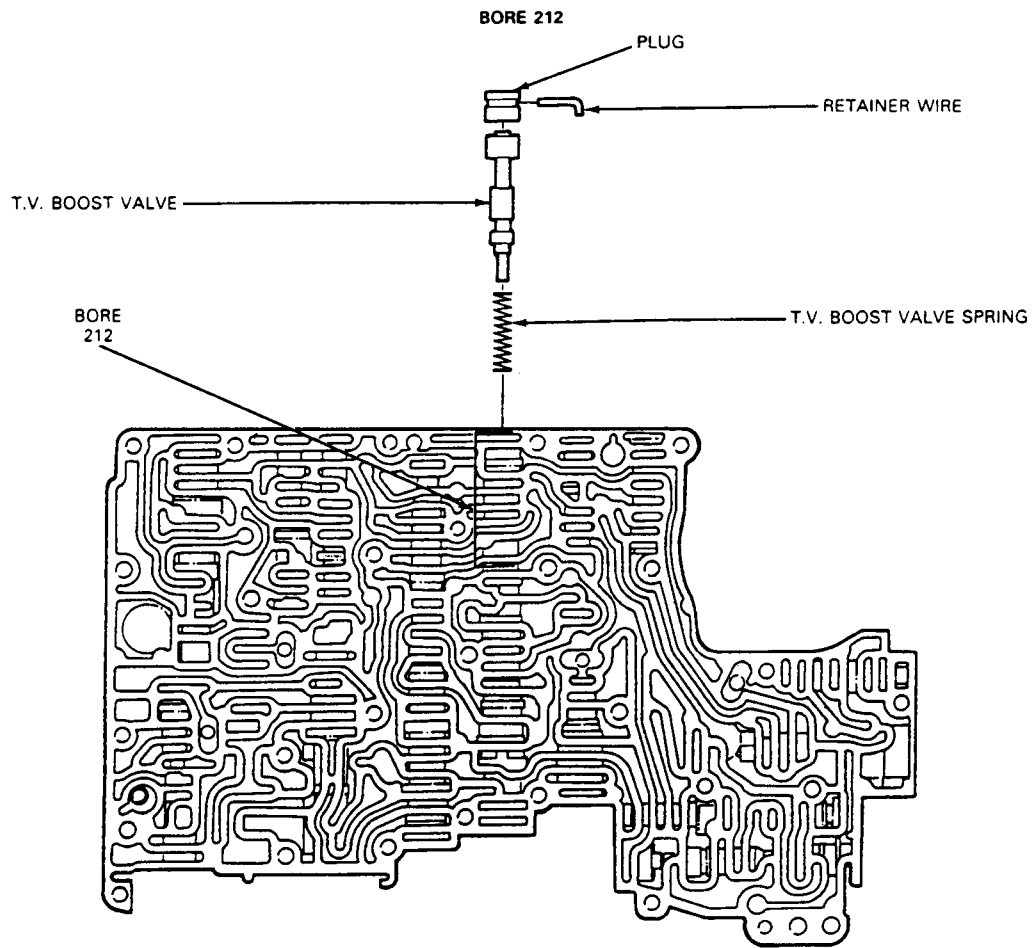 BORE 212
PLUG
RETAINER WIRE
T.V. BOOST VALVE
T.V. BOOST VALVE SPRING
BORE
212